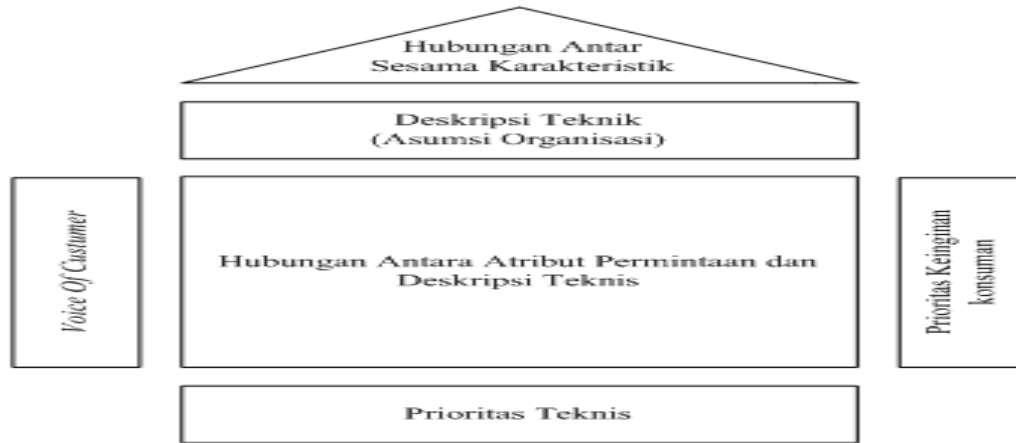 Hubungan Antar
Sesama Karakteristik
Deskripsi Teknik
(Asumsi Organisasi)
Voice Of Custumer
Hubungan Antara Atribut Permintaan dan
Deskripsi Teknis
Prioritas Keinginan
konsuman
Prioritas Teknis